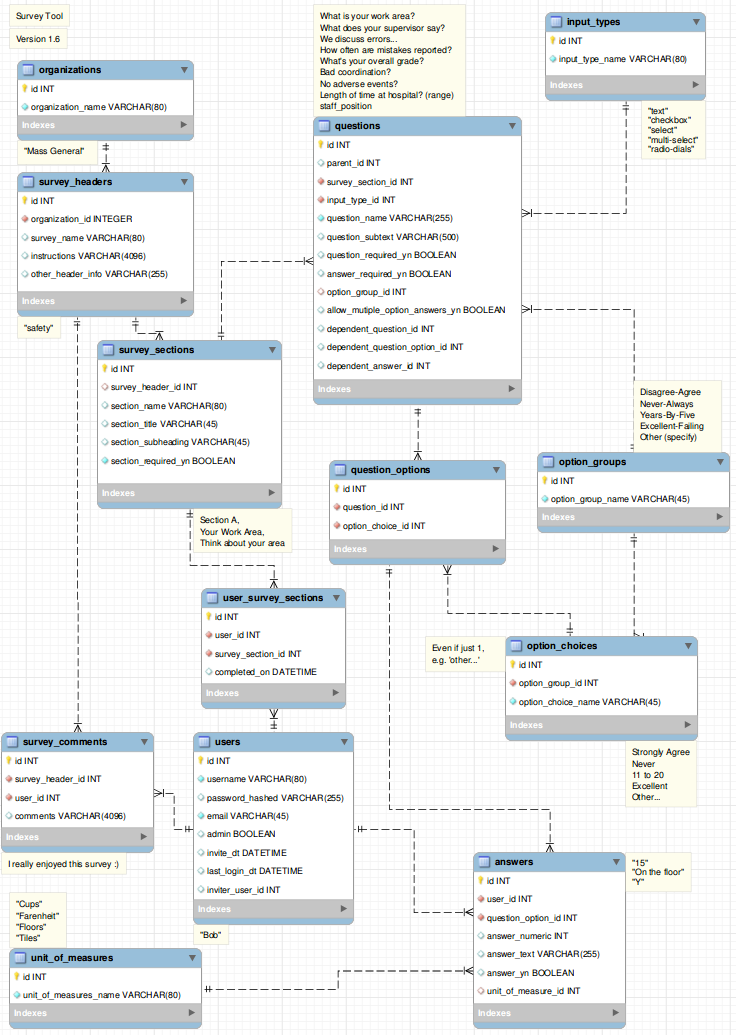 Survey Tool
Version 1.6
What is your work area?
What does your supervisor say?
We discuss errors...
How often are mistakes reported?
What's your overall grade?
Bad coordination?
No adverse events?
Length of time at hospital? (range)
staff_position
input_types
id INT
input_type_name VARCHAR(80)
Indexes
"text"
"checkbox"
"select"
"multi-select"
"radio-dials"
organizations
id INT
organization_name VARCHAR(80)
Indexes
"Mass General"
questions
id INT
parent_id INT
survey_section_id INT
input_type_id INT
question_name VARCHAR(255)
question_subtext VARCHAR(500)
question_required_yn BOOLEAN
answer_required_yn BOOLEAN
option_group_id INT
allow_mutiple_option_answers_yn BOOLEAN
dependent_question_id INT
dependent_question_option_id INT
dependent_answer_id INT
Indexes
survey_headers
id INT
organization_id INTEGER
survey_name VARCHAR(80)
instructions VARCHAR(4096)
other_header_info VARCHAR(255)
Indexes
"safety"
survey_sections
id INT
survey_header_id INT
section_name VARCHAR(80)
section_title VARCHAR(45)
section_subheading VARCHAR(45)
section_required_yn BOOLEAN
Indexes
Section A,
Your Work Area,
Think about your area
Disagree-Agree
Never-Always
Years-By-Five
Excellent-Failing
Other (specify)
option_groups
id INT
option_group_name VARCHAR(45)
Indexes
question_options
id INT
question_id INT
option_choice_id INT
Indexes
user_survey_sections
id INT
user_id INT
survey_section_id INT
completed_on DATETIME
Indexes
Even if just 1,
e.g. 'other...'
option_choices
id INT
option_group_id INT
option_choice_name VARCHAR(45)
Indexes
Strongly Agree
Never
11 to 20
Excellent
Other...
survey_comments
id INT
survey_header_id INT
user_id INT
comments VARCHAR(4096)
Indexes
I really enjoyed this survey :)
users
id INT
username VARCHAR(80)
password_hashed VARCHAR(255)
email VARCHAR(45)
admin BOOLEAN
invite_dt DATETIME
last_login_dt DATETIME
inviter_user_id INT
Indexes
"Bob"
answers
id INT
user_id INT
question_option_id INT
answer_numeric INT
answer_text VARCHAR(255)
answer_yn BOOLEAN
unit_of_measure_id INT
Indexes
"15"
"On the floor"
"Y"
"Cups"
"Farenheit"
"Floors"
"Tiles"
unit_of_measures
id INT
unit_of_measures_name VARCHAR(80)
Indexes